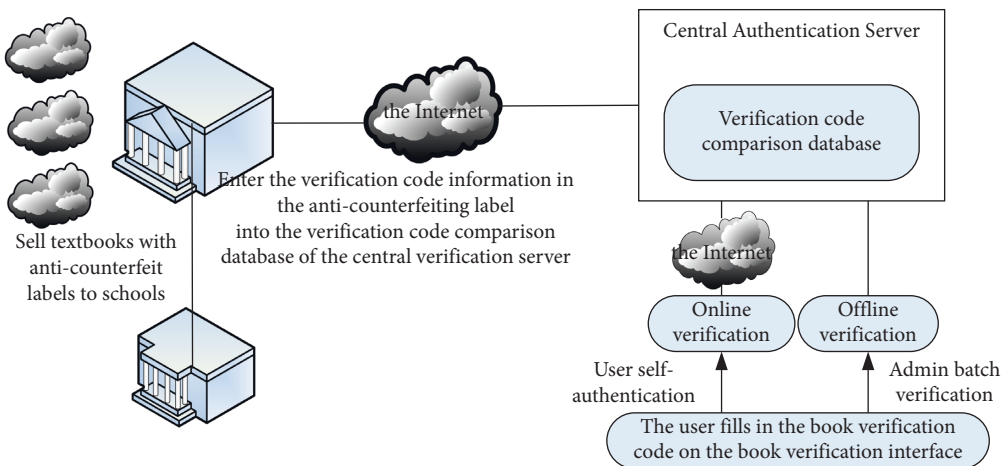 Central Authentication Server
the Internet
Verification code
comparison database
Enter the verification code information in
the anti-counterfeiting label
into the verification code comparison
database of the central verification server
Sell textbooks with
anti-counterfeit
labels to schools
the Internet
Online
verification
Offline
verification
User self-
authentication
Admin batch
verification
The user fills in the book verification
code on the book verification interface